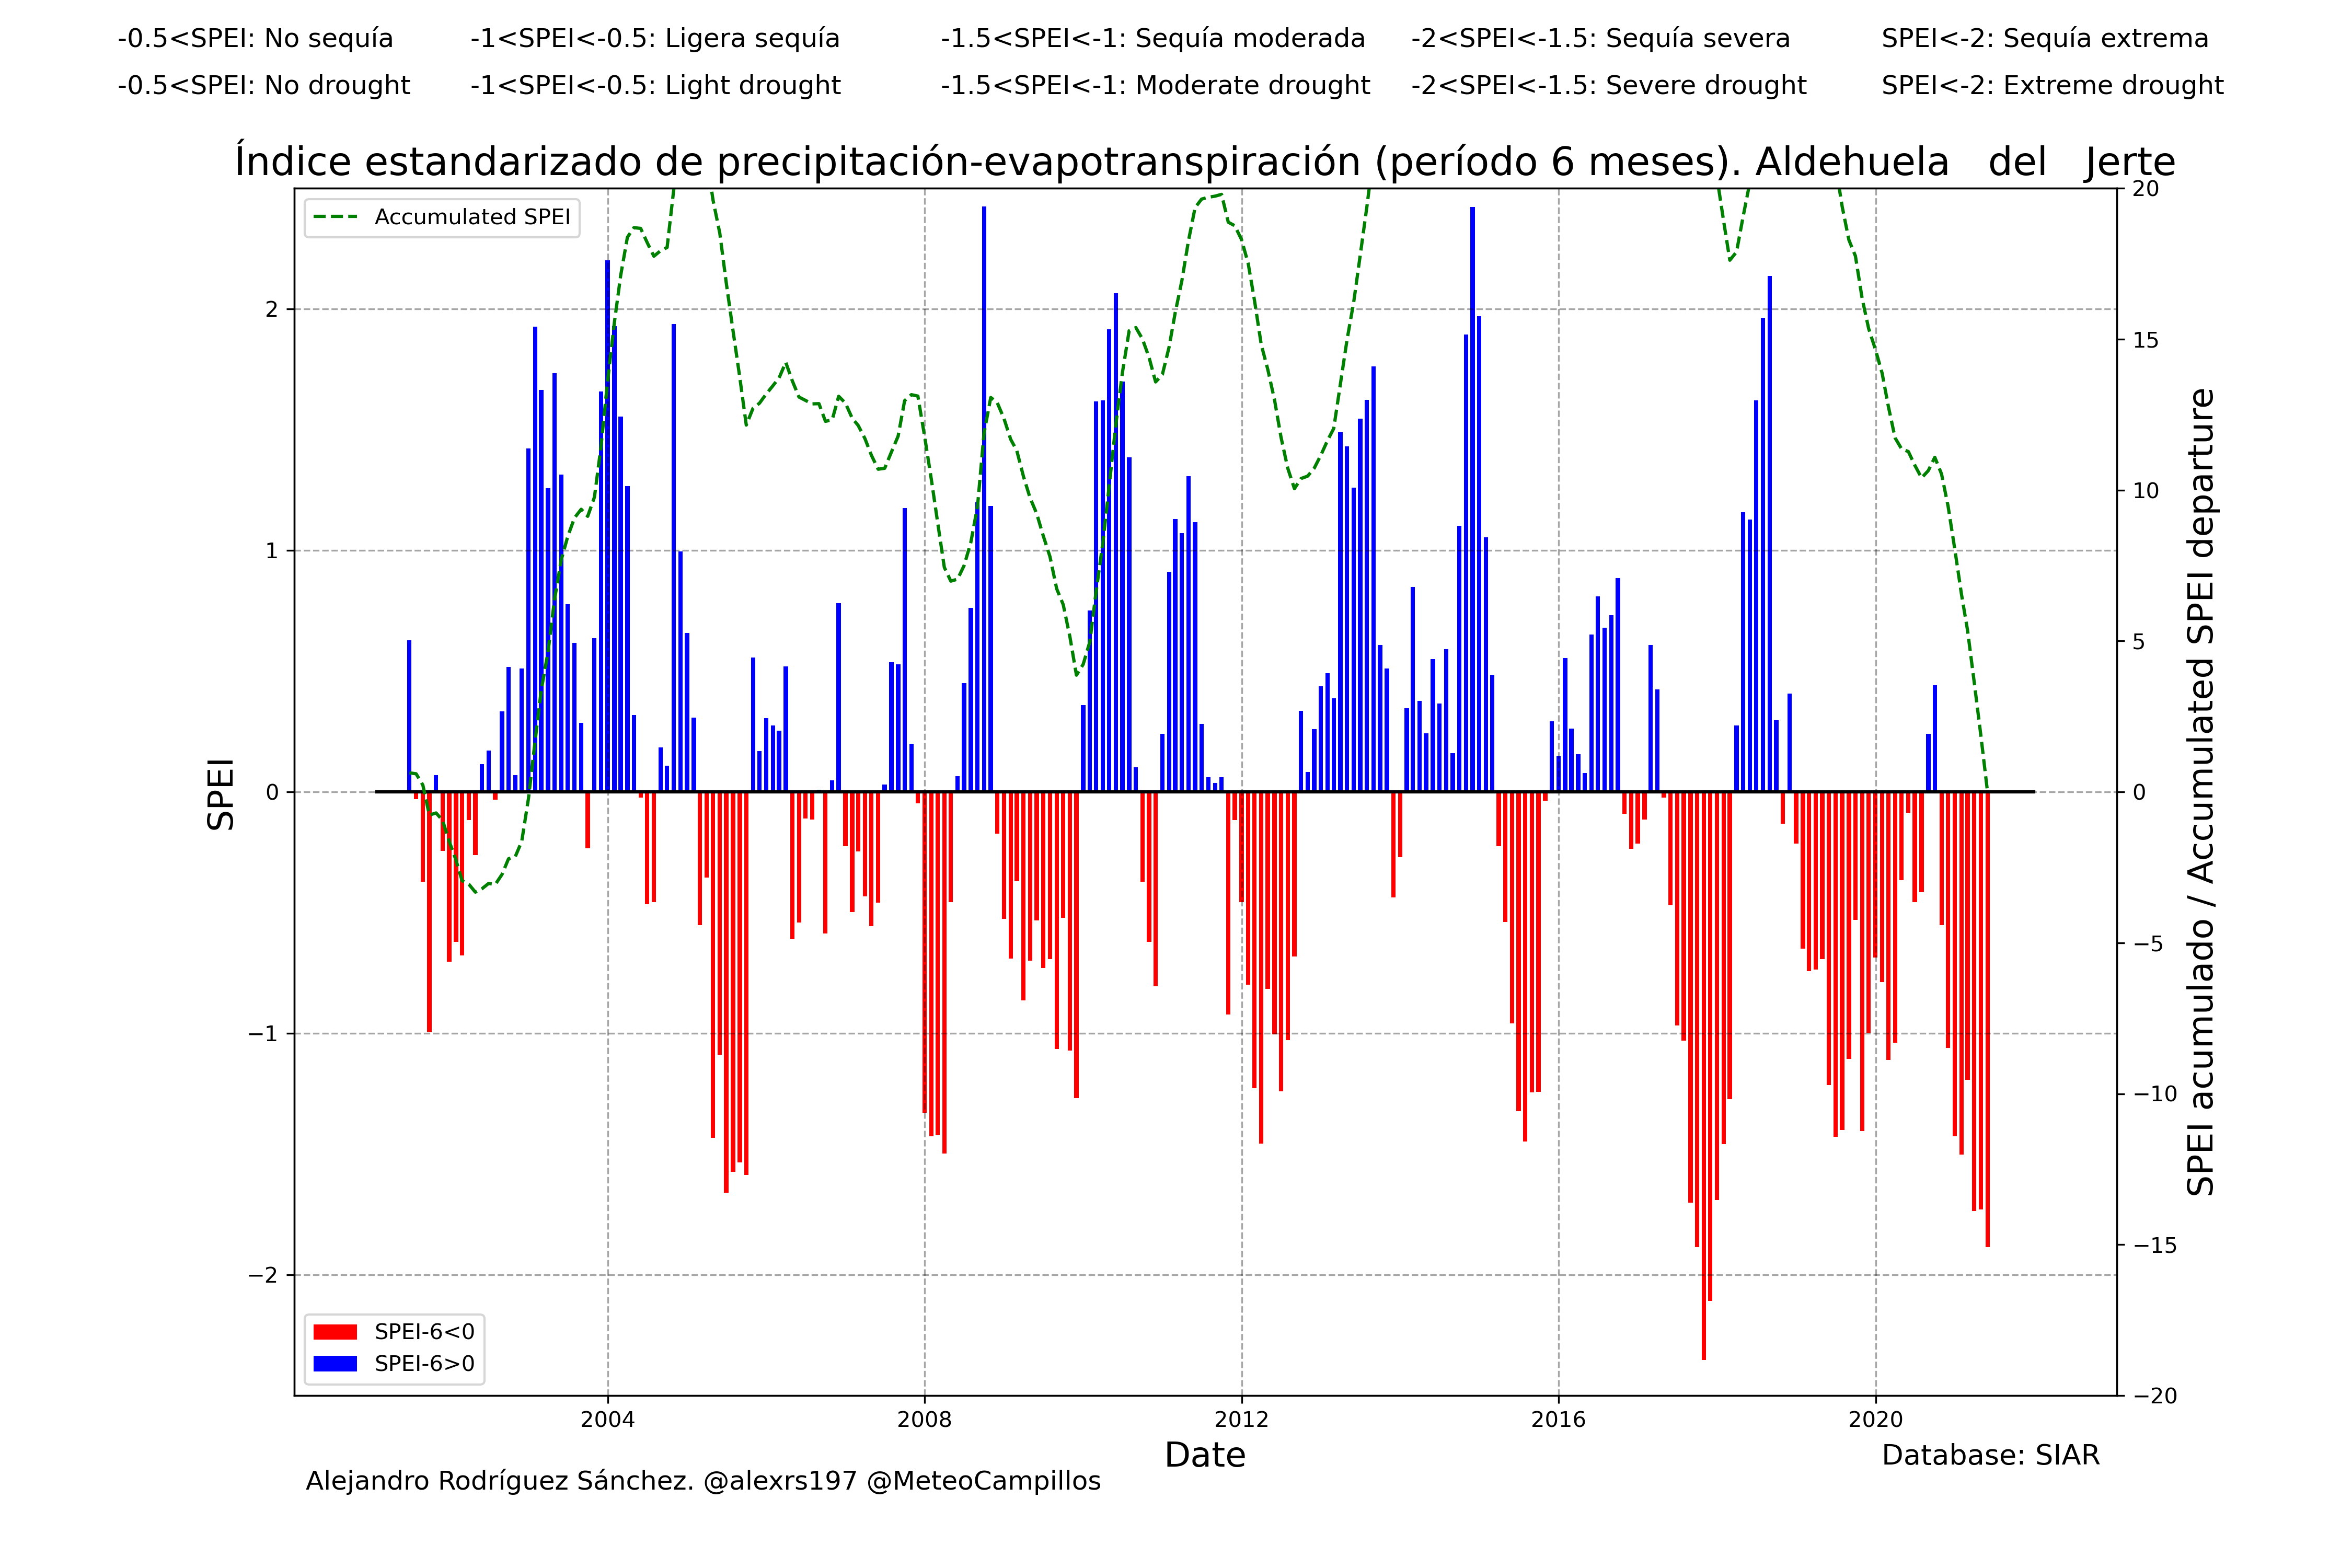 -0.5<SPEI: No sequía -1<SPEI<-0.5: Ligera sequía -1.5<SPEI<-1: Sequía moderada -2<SPEI<-1.5: Sequía severa SPEI<-2: Sequía extrema
-0.5<SPEI: No drought -1<SPEI<-0.5: Light drought -1.5<SPEI<-1: Moderate drought -2<SPEI<-1.5: Severe drought SPEI<-2: Extreme drought
Índice estandarizado de precipitación-evapotranspiración (período 6 meses). Aldehuela del Jerte
Accumulated SPEI
SPEI
2
1
0
−1
−2
20
15
10
5
0
−5
−10
−15
−20
SPEI acumulado / Accumulated SPEI departure
SPEI-6<0
SPEI-6>0
2004 2008 2012 2016 2020
Date
Database: SIAR
Alejandro Rodríguez Sánchez. @alexrs197 @MeteoCampillos